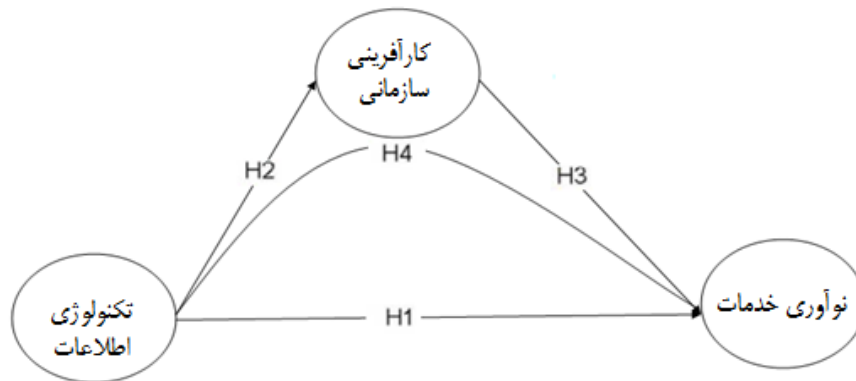 کارآفرینی
سازمانی
H4
H2
H3
تکنولوژی
اطلاعات
H1
نوآوری خدمات